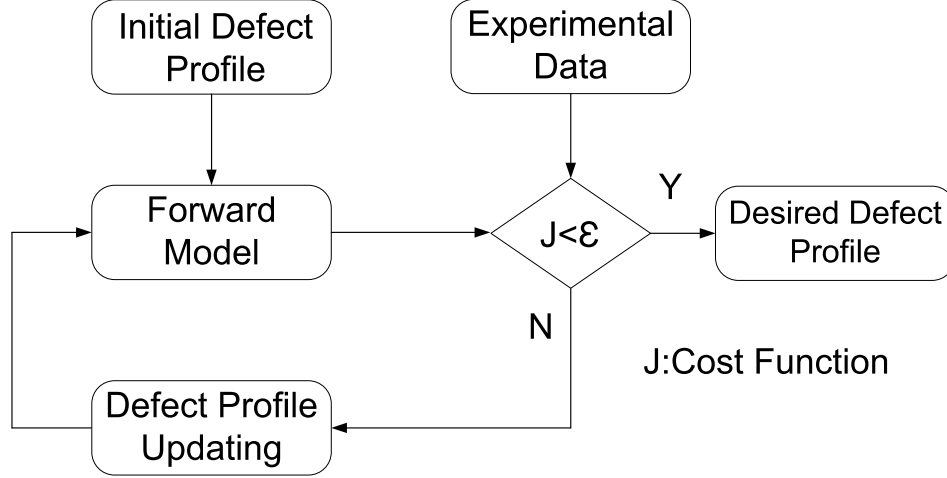 Initial Defect
Profile
Experimental
Data
Forward
Model
J<ε
Y
Desired Defect
Profile
N
J:Cost Function
Defect Profile
Updating